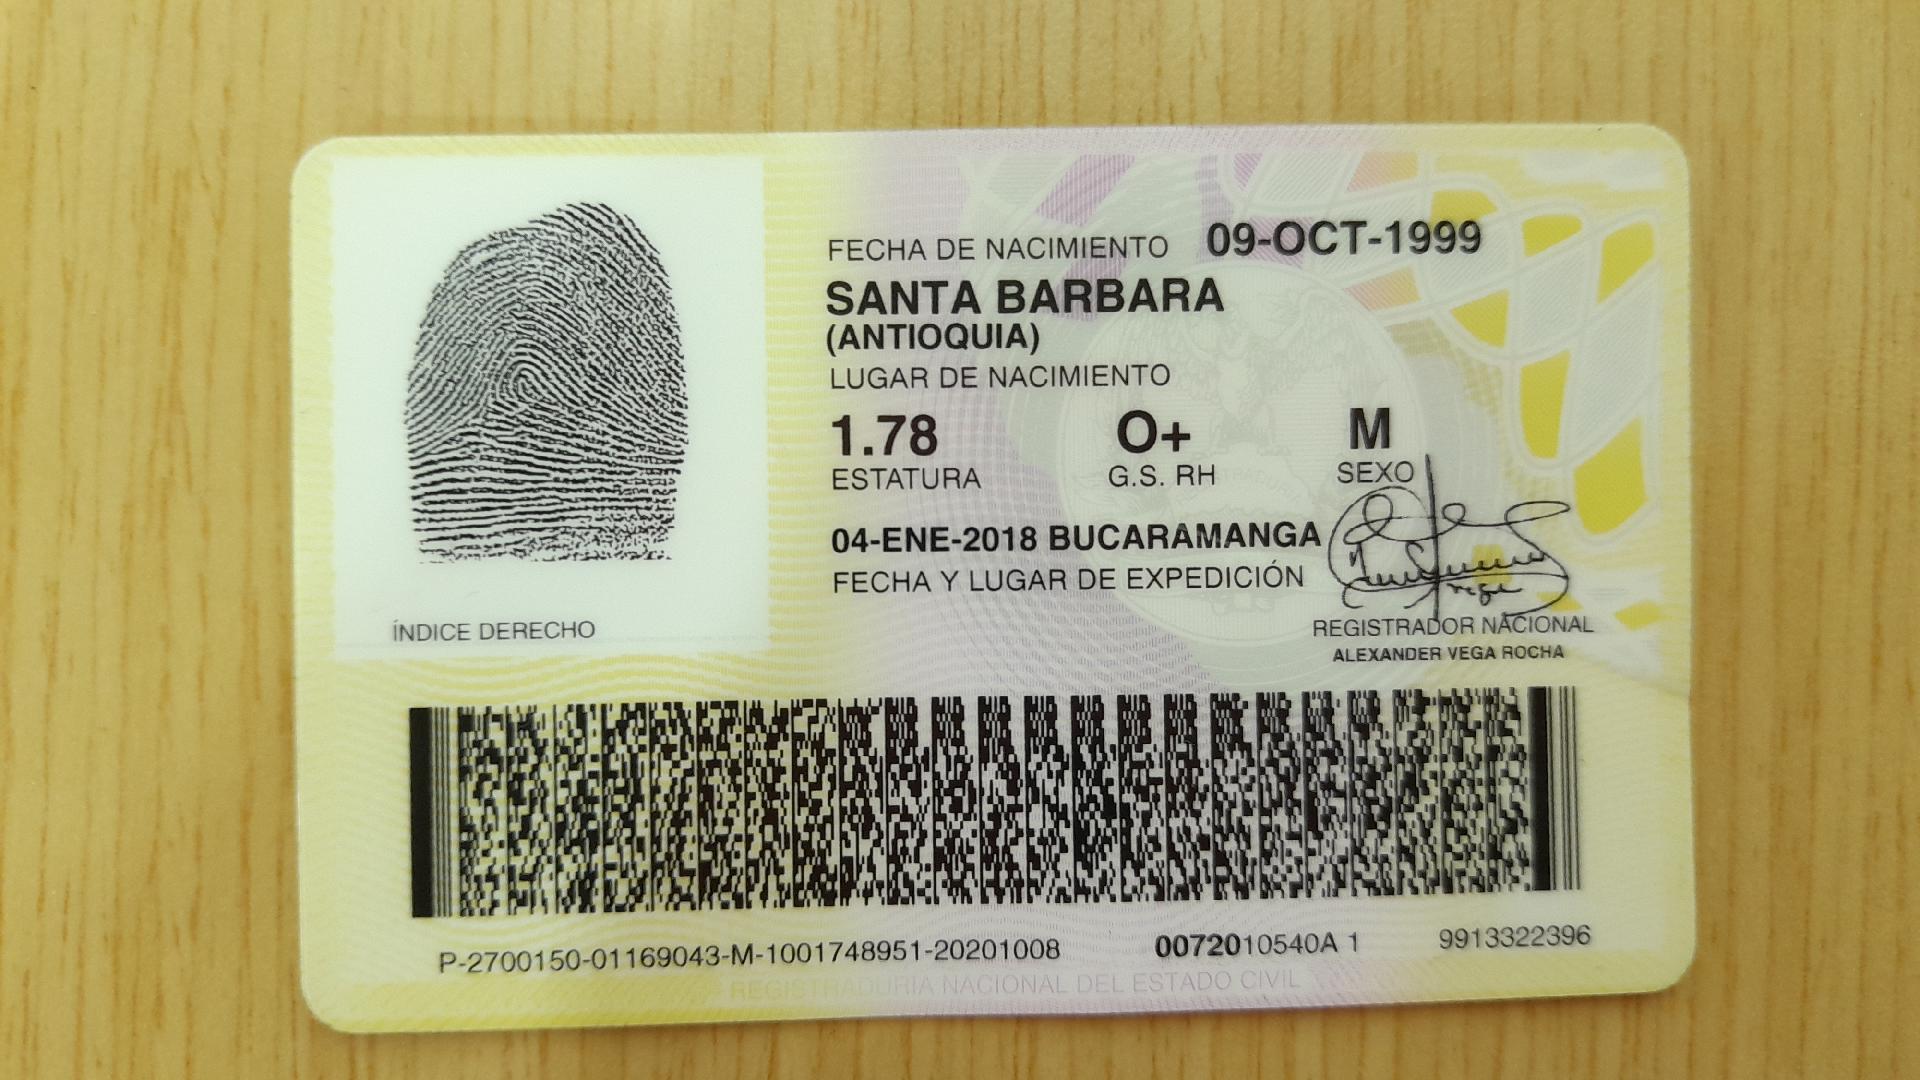 FECHA DE NACIMIENTO 09-OCT-1999
SANTA BARBARA
(ANTIOQUIA)
LUGAR DE NACIMIENTO
1.78 O+ M
ESTATURA G.S. RH SEXO
04-ENE-2018 BUCARAMANGA
FECHA Y LUGAR DE EXPEDICIÓN
ÍNDICE DERECHO
REGISTRADOR NACIONAL
ALEXANDER VEGA ROCHA
P-2700150-01169043-M-1001748951-20201008 0072010540A 1 9913322396
REGISTRADURIA NACIONAL DEL ESTADO CIVIL